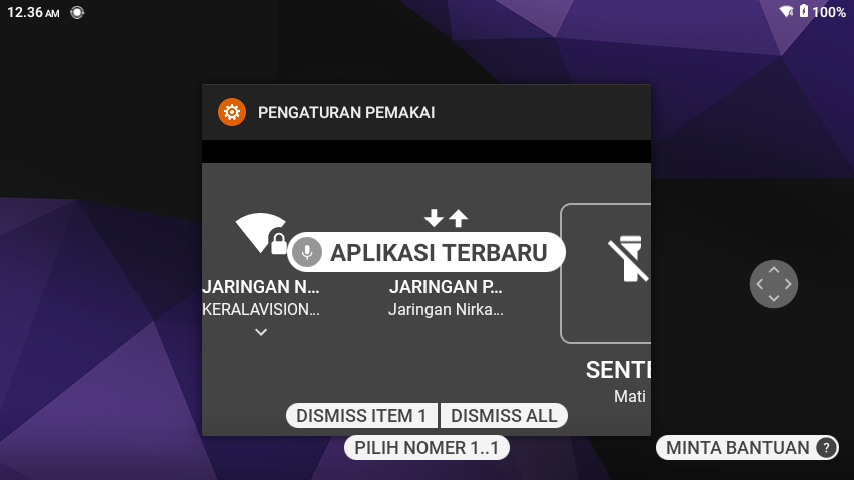 12.36 AM
100%
PENGATURAN PEMAKAI
APLIKASI TERBARU
JARINGAN N...
JARINGAN P...
KERALAVISION...
Jaringan Nirka...
SENTE
Mati
DISMISS ITEM 1
DISMISS ALL
PILIH NOMER 1..1
MINTA BANTUAN ?